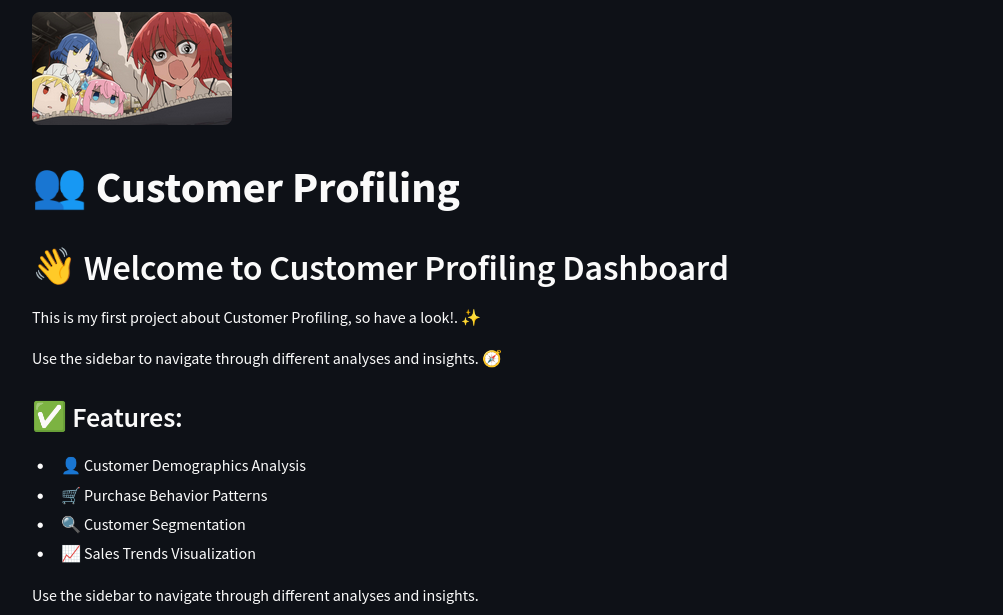 👥 Customer Profiling
👋 Welcome to Customer Profiling Dashboard
This is my first project about Customer Profiling, so have a look!. ✨
Use the sidebar to navigate through different analyses and insights. 🧭
✅ Features:
• 👤 Customer Demographics Analysis
• 🛒 Purchase Behavior Patterns
• 🔍 Customer Segmentation
• 📈 Sales Trends Visualization
Use the sidebar to navigate through different analyses and insights.